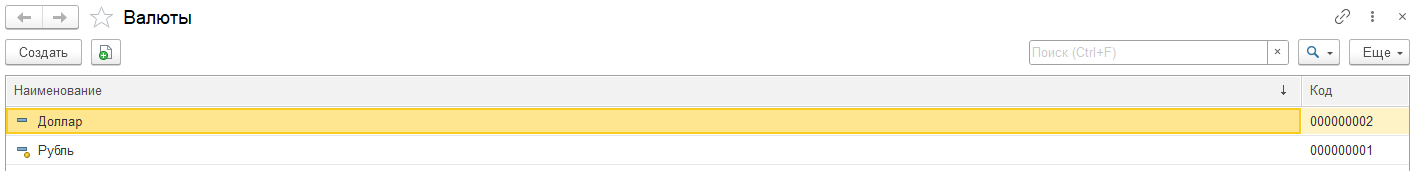 Валюты
Создать Поиск (Ctrl+F) × Еще
Наименование ↓ Код
Доллар 000000002
Рубль 000000001